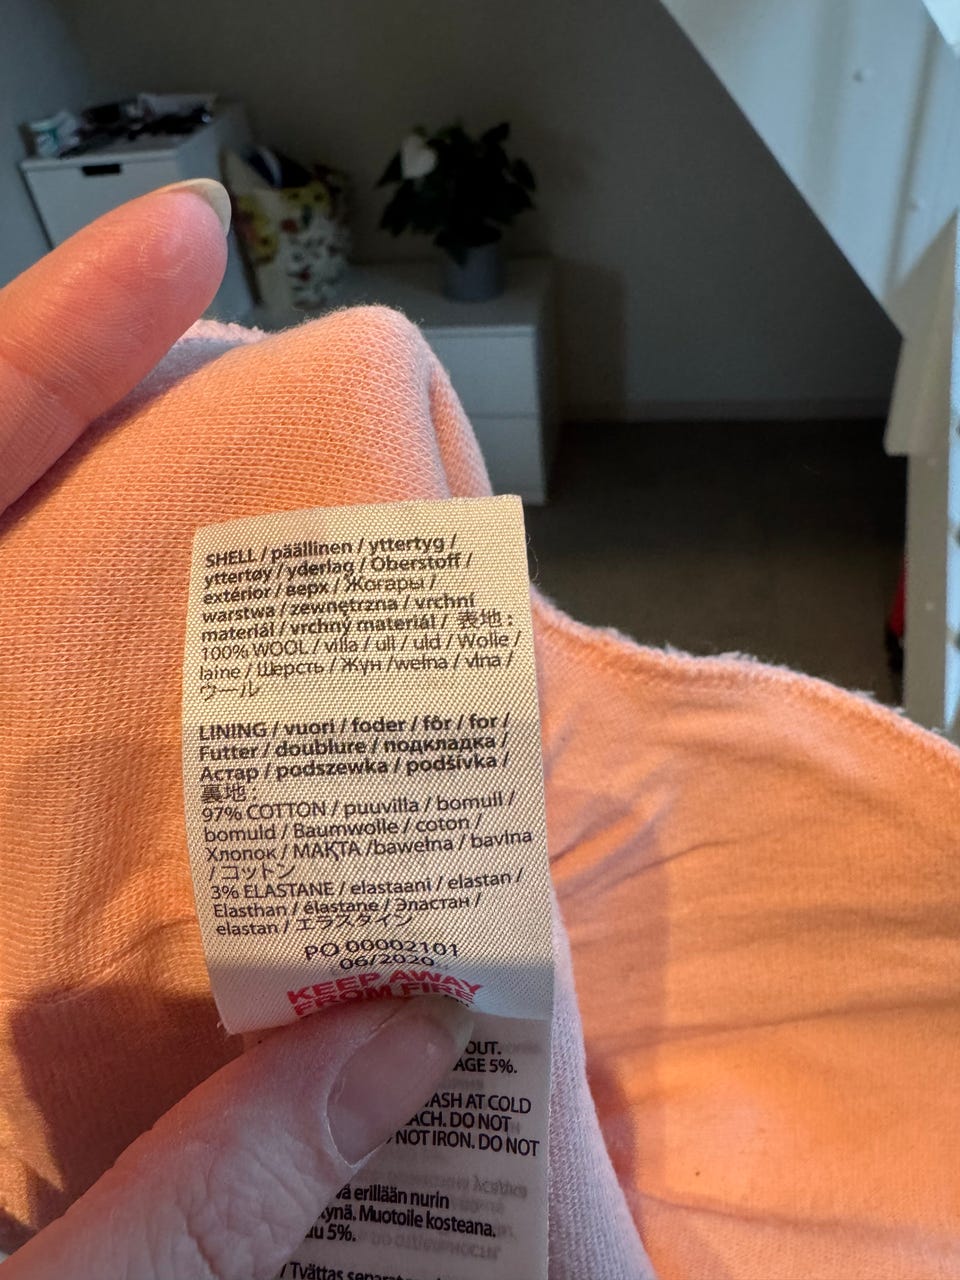 SHELL / päällinen / yttertyg /
yttertøy / yderlag / Oberstoff /
extérior / верх / Жоғары /
warstwa / zewnętrzna / vrchní
materiál / vrchný materiál / 表地 :
100% WOOL / villa / ull / uld / Wolle /
laine / Шерсть / Жүн /wełna / vlna /
ウール
LINING / vuori / foder / fôr / for /
Futter / doublure / подкладка /
Астар / podszewka / podšívka /
裏地 :
97% COTTON / puuvilla / bomull /
bomuld / Baumwolle / coton /
Хлопок / МАҚТА /bawełna / bavlna
/ コットン
3% ELASTANE / elastaani / elastan /
Elasthan / élastane / Эластан /
elastan / エラスタイン
PO 00002101
06/2020
KEEP AWAY
FROM FIRE
OUT.
AGE 5%.
ASH AT COLD
ACH. DO NOT
NOT IRON. DO NOT
erillään nurin
Muotoile kosteana.
5%.
/ Tvättas